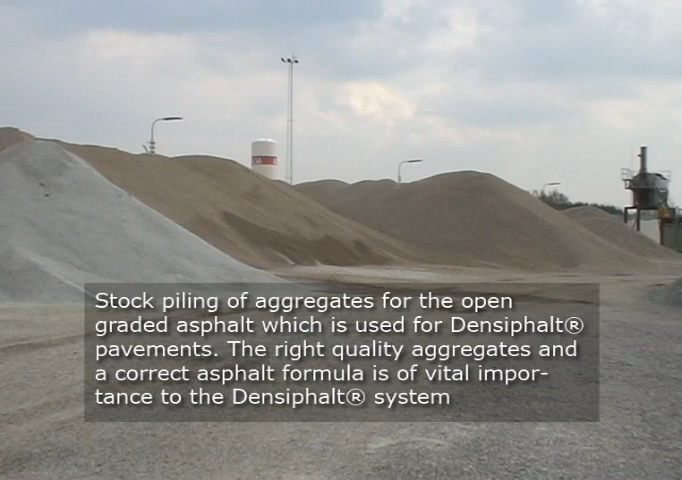 Stock piling of aggregates for the open
graded asphalt which is used for Densiphalt®
pavements. The right quality aggregates and
a correct asphalt formula is of vital impor-
tance to the Densiphalt® system